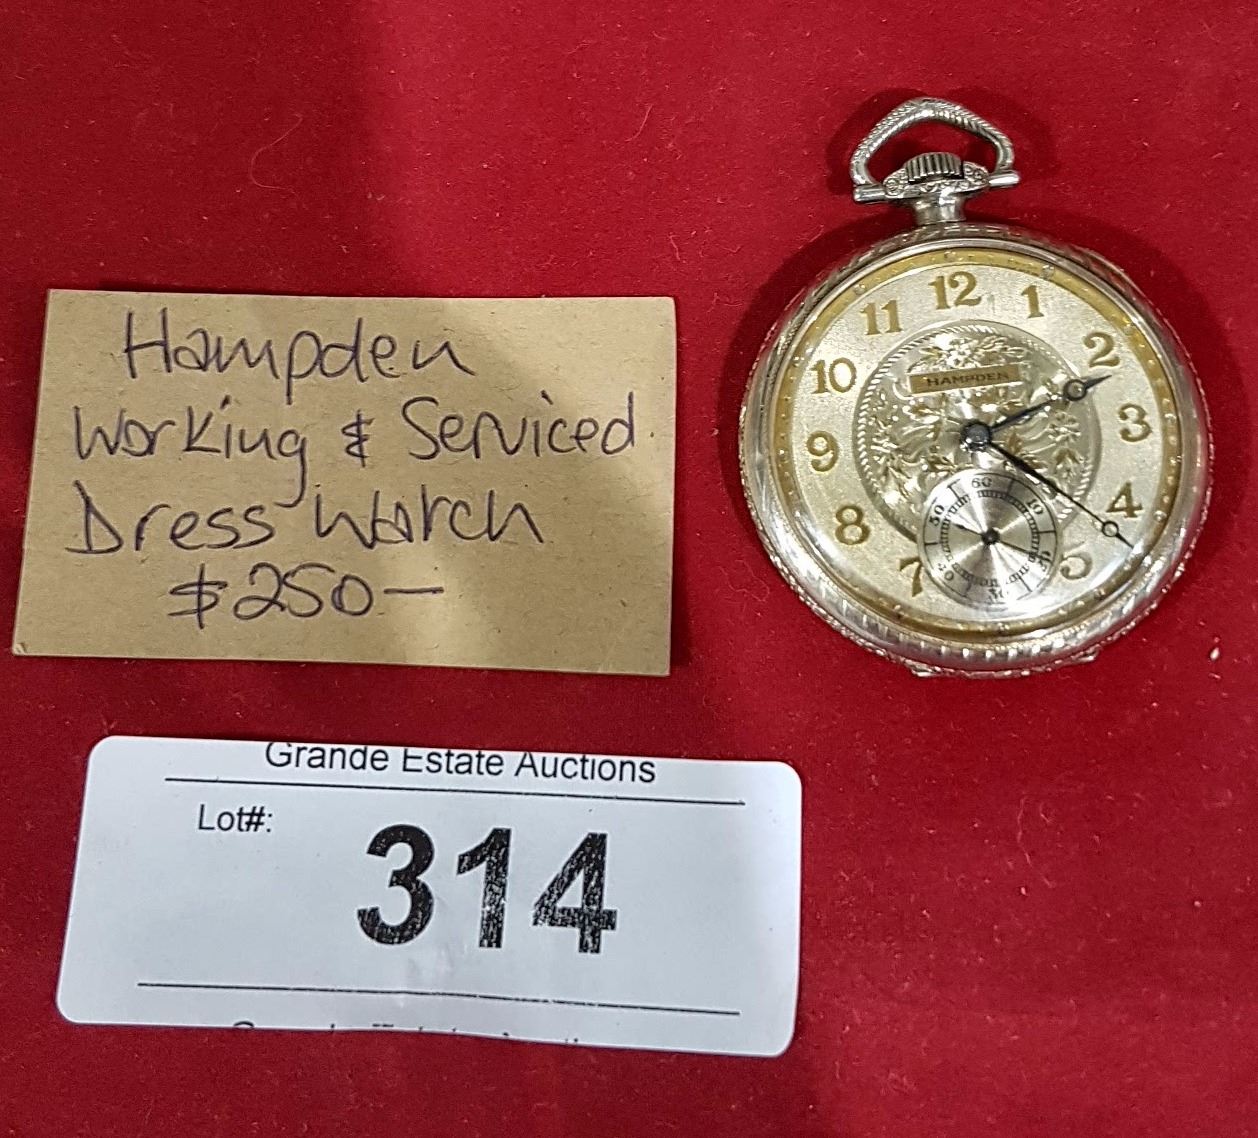 Hampden
Working & Serviced
Dress Watch
$250—
Grande Estate Auctions
Lot#:
314
HAMPDEN
12
1
2
3
4
5
7
8
9
10
11
60
10
50